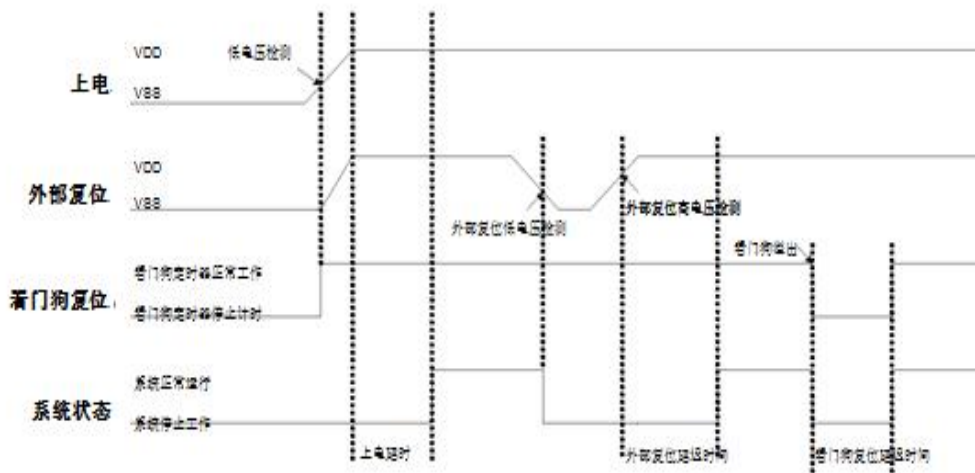 VDD
低电压检测
上电
VSS
VDD
外部复位
VSS
外部复位低电压检测
外部复位高电压检测
看门狗溢出
看门狗定时器正常工作
看门狗复位
看门狗定时器停止计时
系统正常运行
系统状态
系统停止工作
上电延时
外部复位延迟时间
看门狗复位延迟时间